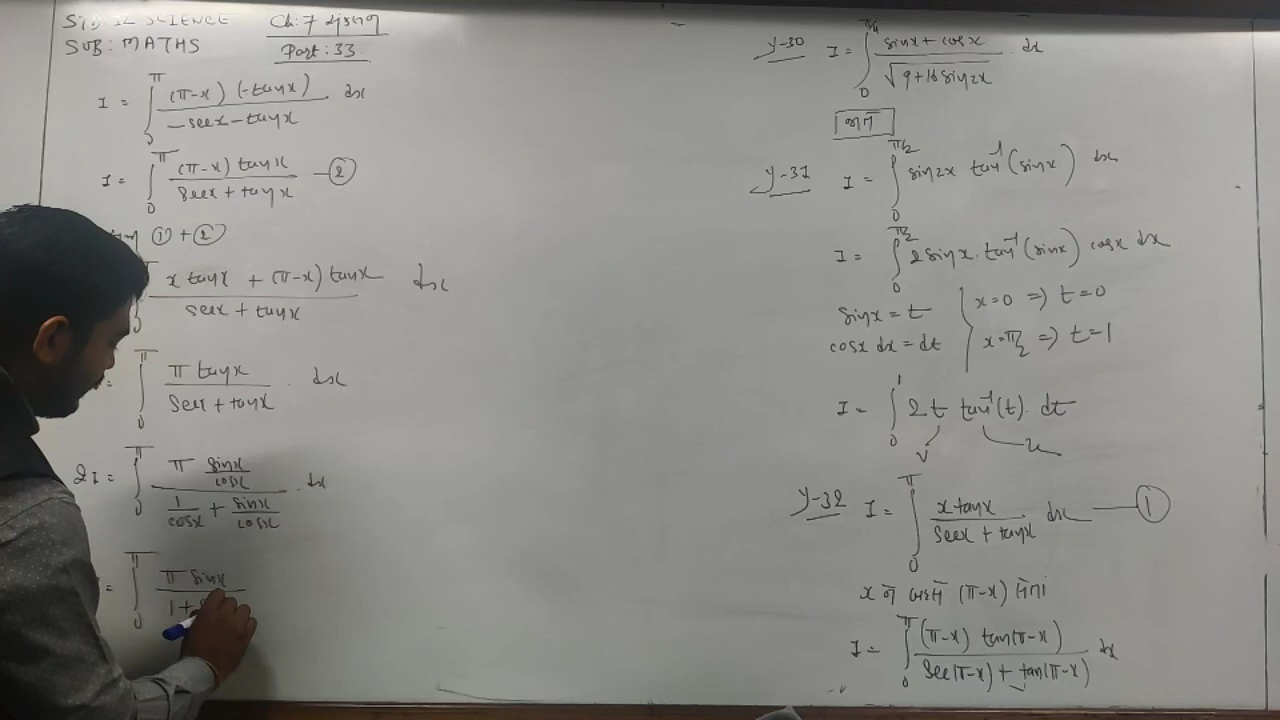 STD: 12 SCIENCE Ch: 7
SUB: MATHS Part: 33
I = ∫₀^π (π-x) (-tanx) / -secx - tanx dx
I = ∫₀^π (π-x) tanx / secx + tanx — ②
① + ②
∫₀^π x tanx + (π-x) tanx / secx + tanx dx
= ∫₀^π π tanx / secx + tanx . dx
2I = ∫₀^π π sinx/cosx / 1/cosx + sinx/cosx . dx
= ∫₀^π π sinx / 1 +
y-30 I = ∫₀^π/4 sinx + cosx / √9+16sin2x . dx
જાતે
y-31 I = ∫₀^π/2 sin2x tan⁻¹(sinx) dx
I = ∫₀^π/2 2sinx . tan⁻¹(sinx) cosx dx
sinx = t x=0 ⇒ t=0
cosx dx = dt x=π/2 ⇒ t=1
I = ∫₀^1 2t tan⁻¹(t) . dt
v u
y-32 I = ∫₀^π x tanx / secx + tanx dx — ①
x ને બદલે (π-x) લેતાં
I = ∫₀^π (π-x) tan(π-x) / sec(π-x) + tan(π-x) dx